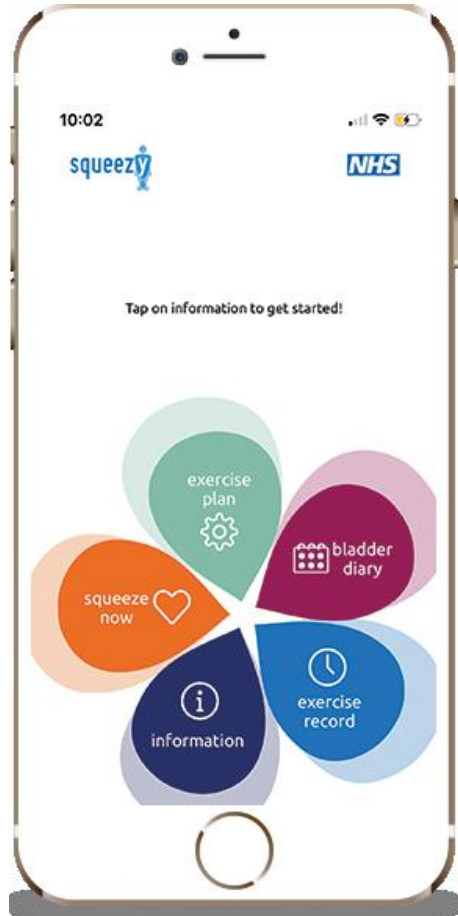 10:02
squeezy
NHS
Tap on information to get started!
exercise
plan
bladder
diary
squeeze
now
exercise
record
information